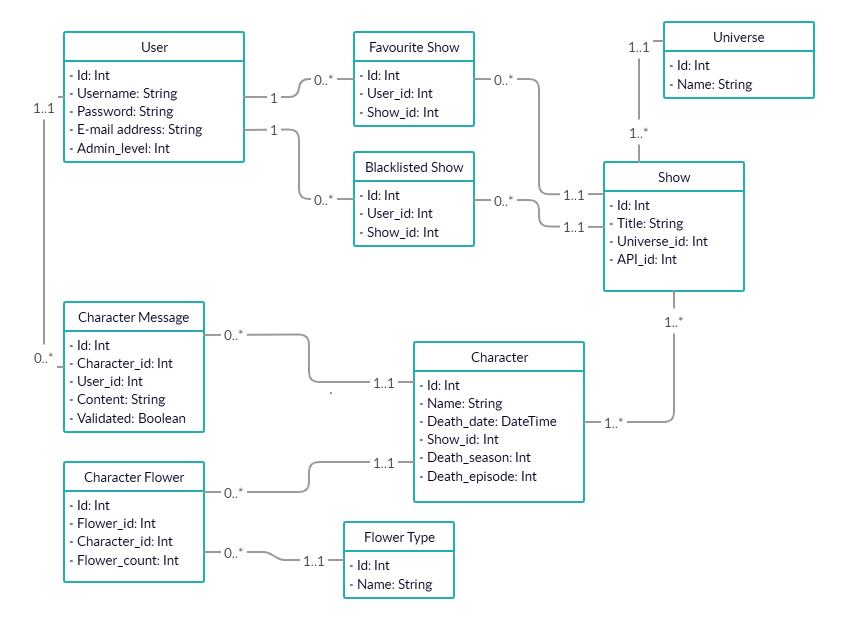 User
- Id: Int
- Username: String
- Password: String
- E-mail address: String
- Admin_level: Int
1
1
1..1
0..*
Favourite Show
- Id: Int
- User_id: Int
- Show_id: Int
0..*
0..*
Blacklisted Show
- Id: Int
- User_id: Int
- Show_id: Int
0..*
0..*
1..1
1..1
Universe
- Id: Int
- Name: String
1..1
1..*
Show
- Id: Int
- Title: String
- Universe_id: Int
- API_id: Int
1..*
1..*
Character Message
- Id: Int
- Character_id: Int
- User_id: Int
- Content: String
- Validated: Boolean
0..*
1..1
Character
- Id: Int
- Name: String
- Death_date: DateTime
- Show_id: Int
- Death_season: Int
- Death_episode: Int
1..1
Character Flower
- Id: Int
- Flower_id: Int
- Character_id: Int
- Flower_count: Int
0..*
0..*
1..1
Flower Type
- Id: Int
- Name: String